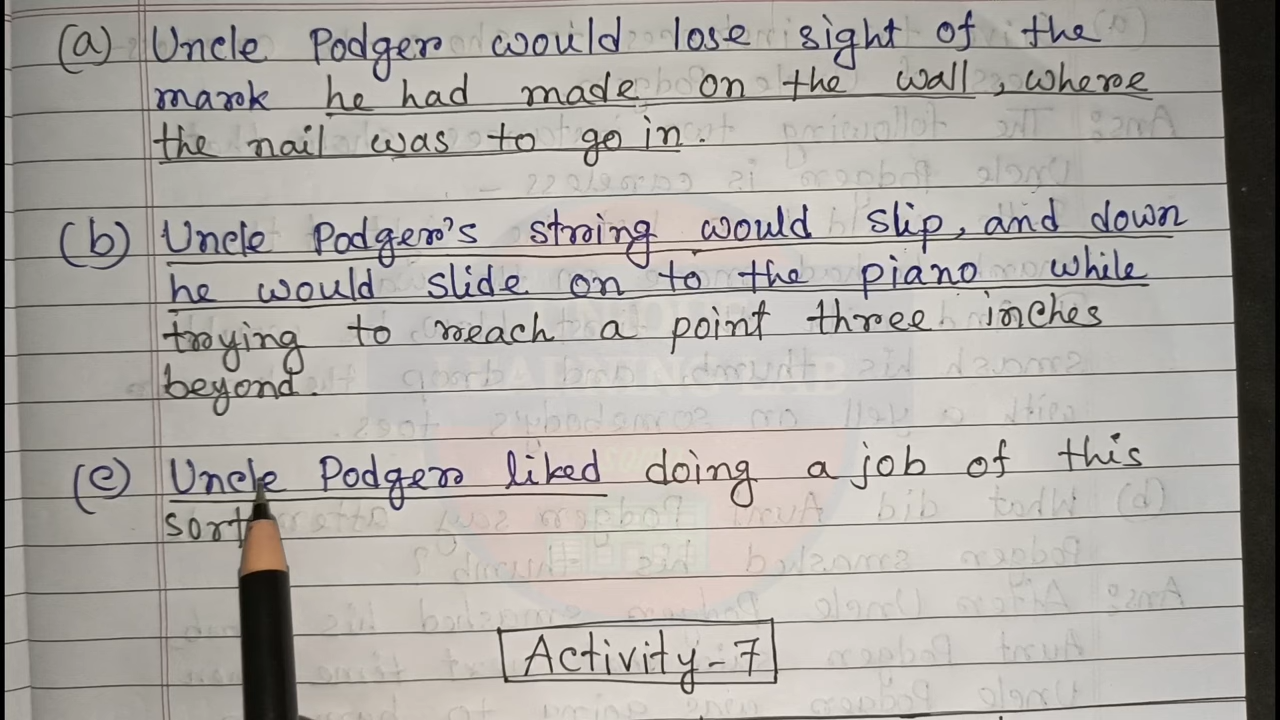 (a) Uncle Podger would lose sight of the
mark he had made on the wall, where
the nail was to go in.
(b) Uncle Podger's string would slip, and down
he would slide on to the piano while
trying to reach a point three inches
beyond.
(c) Uncle Podger liked doing a job of this
sort
Activity-7